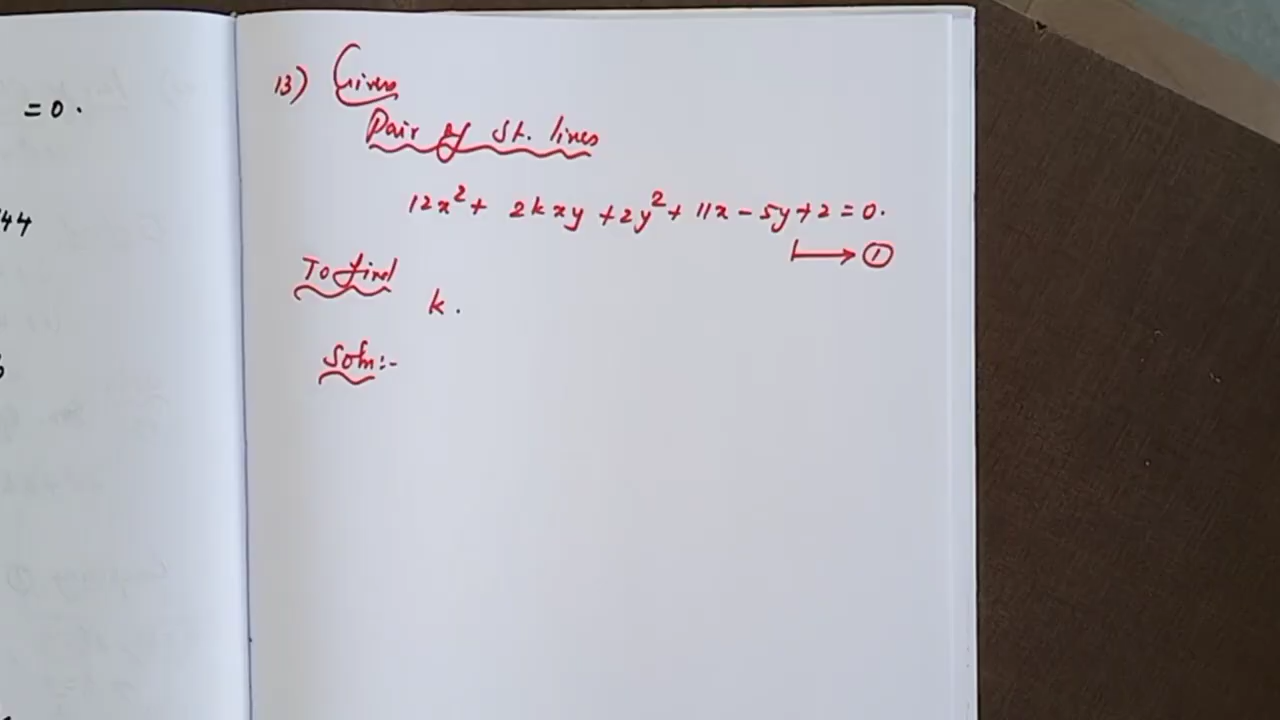 = 0 .
44
13) Given
Pair of St. lines
12x² + 2kxy + 2y² + 11x - 5y + 2 = 0.
①
To find
k.
Soln:-